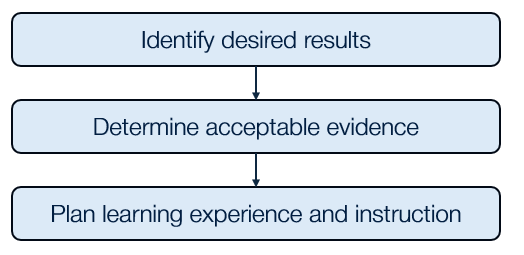 Identify desired results
Determine acceptable evidence
Plan learning experience and instruction